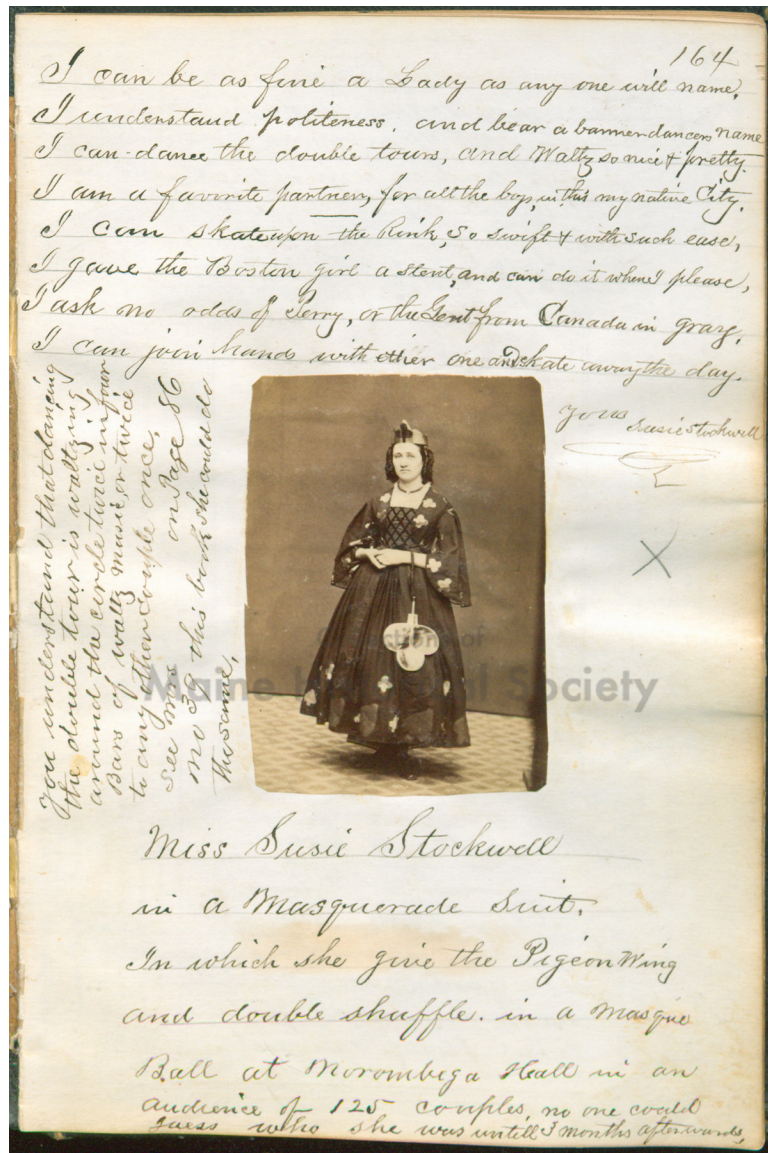 164
I can be as fine a Lady as any one will name,
I understand politeness, and bear a banner dancers name
I can dance the double tours, and Waltz so nice & pretty.
I am a favorite partner, for all the boys, in this my native City.
I can skate upon the Rink, so swift & with such ease,
I gave the Boston girl a stent, and can do it when I please,
I ask no odds of Perry, or the Gent from Canada in gray,
I can join hands with either one and skate away the day.
Yours Susie Stockwell
You understand that dancing
the double tour is waltzing
around the circle twice in four
Bars of waltz music, or twice
to any other couple once,
See on Page 86
no 39 this book, she could do
the same,
X
Collections of
Maine Historical Society
Miss Susie Stockwell
in a Masquerade Suit,
In which she give the Pigeon Wing
and double shuffle. in a Masque
Ball at Norombega Hall in an
audience of 125 couples, no one could
guess who she was untill 3 months afterwards,